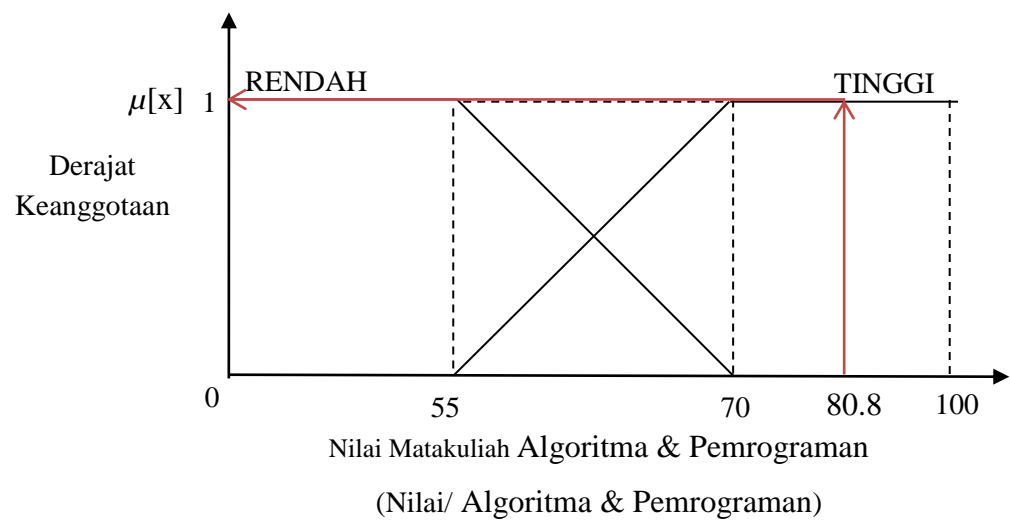 RENDAH
TINGGI
μ[x] 1
Derajat
Keanggotaan
0
55
70
80.8
100
Nilai Matakuliah Algoritma & Pemrograman
(Nilai/ Algoritma & Pemrograman)